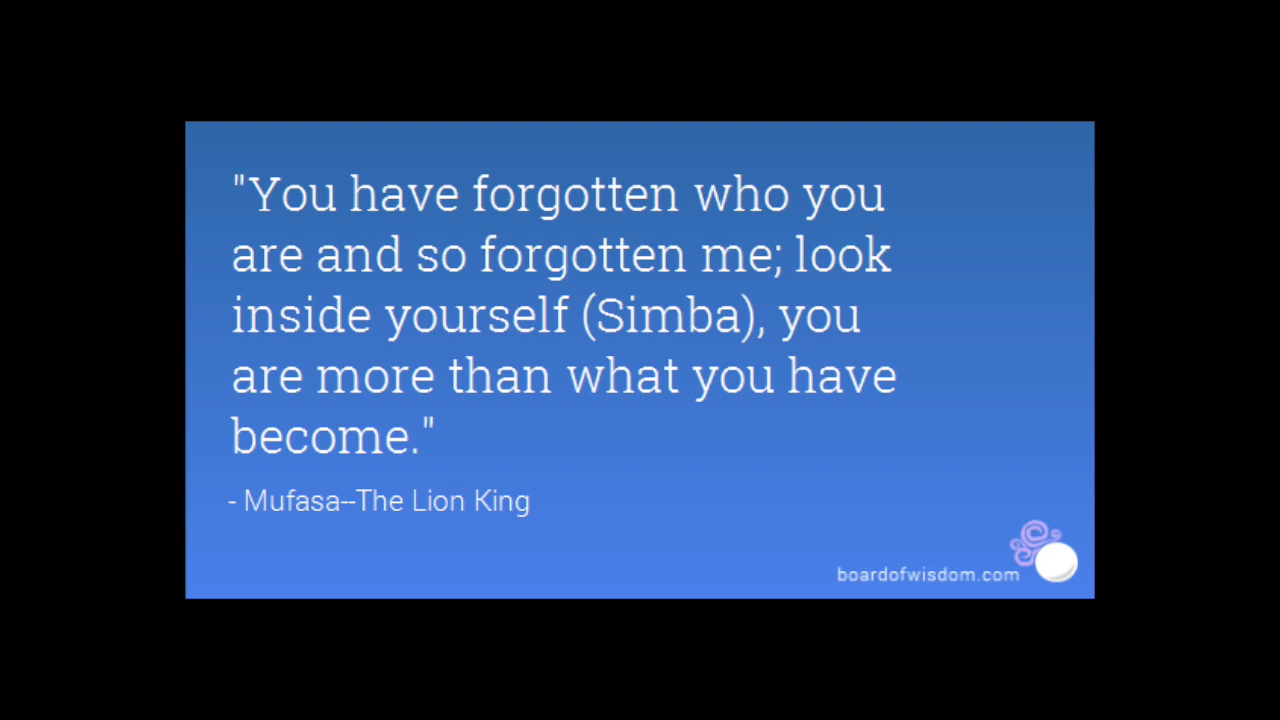 "You have forgotten who you
are and so forgotten me; look
inside yourself (Simba), you
are more than what you have
become."
- Mufasa--The Lion King
boardofwisdom.com